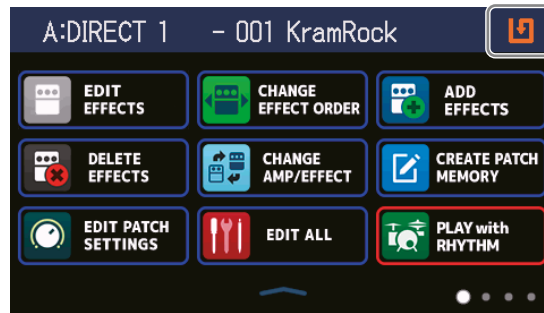 A:DIRECT 1 - 001 KramRock
EDIT
EFFECTS
CHANGE
EFFECT ORDER
ADD
EFFECTS
DELETE
EFFECTS
CHANGE
AMP/EFFECT
CREATE PATCH
MEMORY
EDIT PATCH
SETTINGS
EDIT ALL
PLAY with
RHYTHM